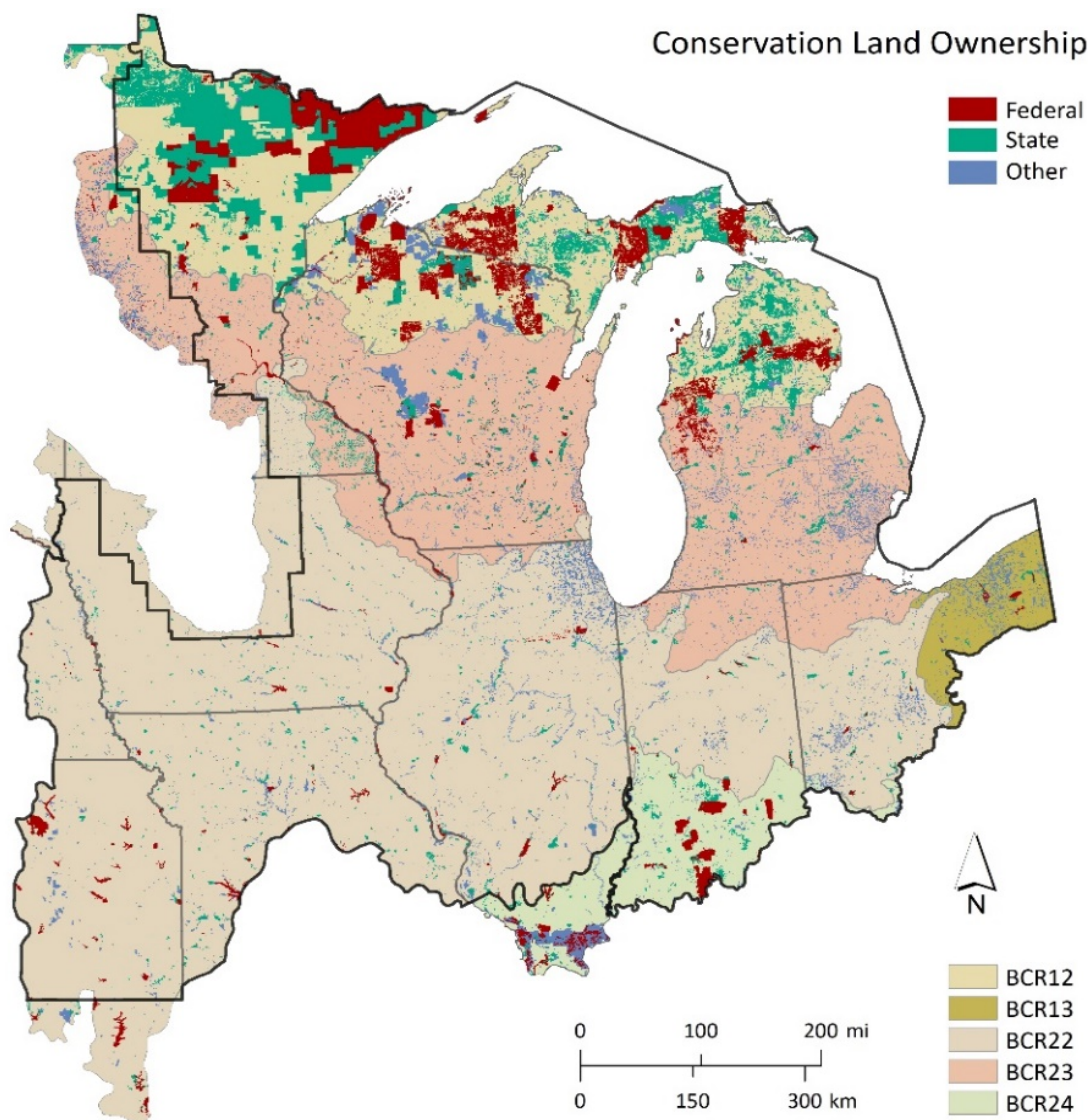 Conservation Land Ownership
Federal
State
Other
N
BCR12
BCR13
BCR22
BCR23
BCR24
0 100 200 mi
0 150 300 km